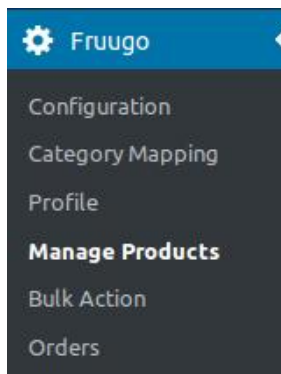 Fruugo
Configuration
Category Mapping
Profile
Manage Products
Bulk Action
Orders